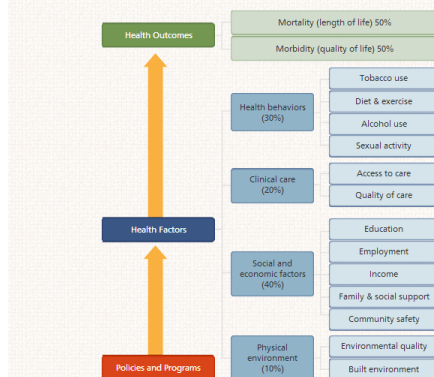 Health Outcomes
Mortality (length of life) 50%
Morbidity (quality of life) 50%
Health Factors
Health behaviors
(30%)
Tobacco use
Diet & exercise
Alcohol use
Sexual activity
Clinical care
(20%)
Access to care
Quality of care
Social and
economic factors
(40%)
Education
Employment
Income
Family & social support
Community safety
Policies and Programs
Physical
environment
(10%)
Environmental quality
Built environment